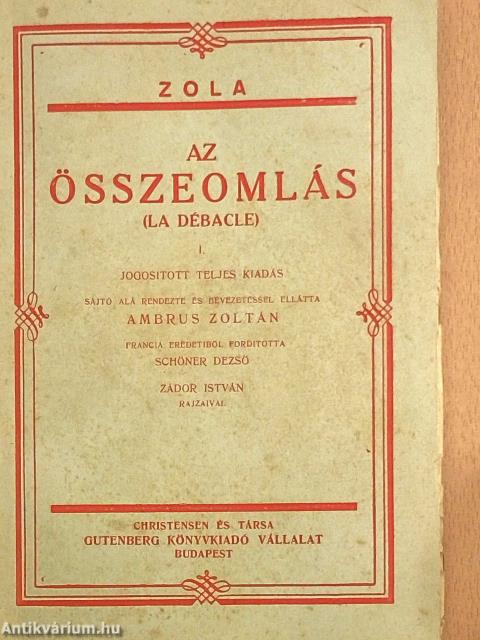 ZOLA
AZ
ÖSSZEOMLÁS
(LA DÉBACLE)
I.
JOGOSITOTT TELJES KIADÁS
SAJTÓ ALÁ RENDEZTE ÉS BEVEZETÉSSEL ELLÁTTA
AMBRUS ZOLTÁN
FRANCIA EREDETIBŐL FORDITOTTA
SCHÖNER DEZSŐ
ZÁDOR ISTVÁN
RAJZAIVAL
CHRISTENSEN ÉS TÁRSA
GUTENBERG KÖNYVKIADÓ VÁLLALAT
BUDAPEST
Antikvárium.hu